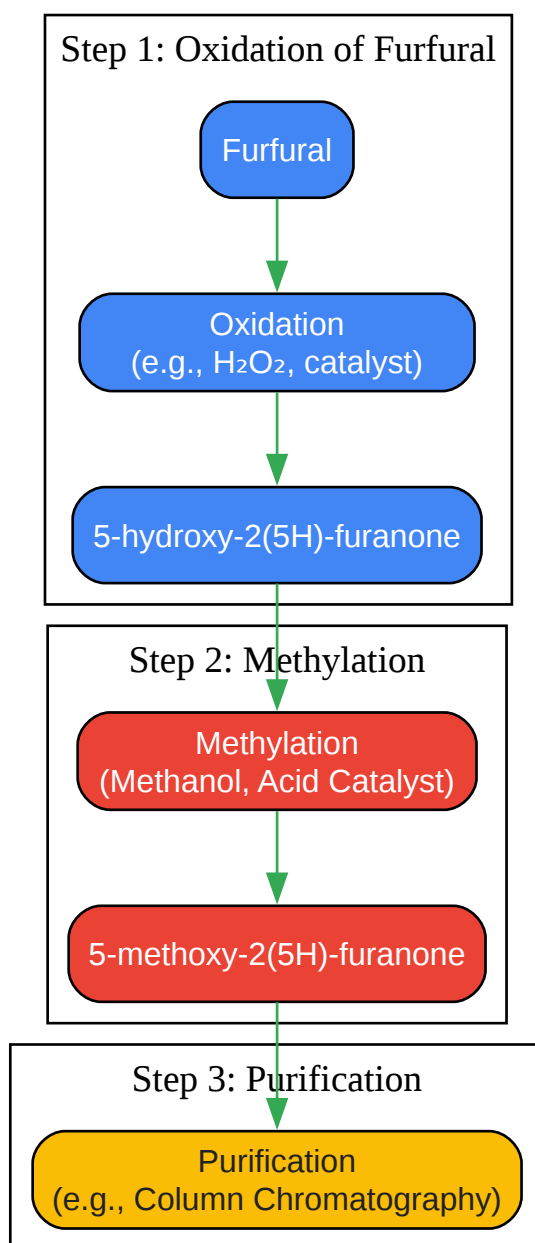 Step 1: Oxidation of Furfural
Furfural
Oxidation
(e.g., H₂O₂, catalyst)
5-hydroxy-2(5H)-furanone
Step 2: Methylation
Methylation
(Methanol, Acid Catalyst)
5-methoxy-2(5H)-furanone
Step 3: Purification
Purification
(e.g., Column Chromatography)